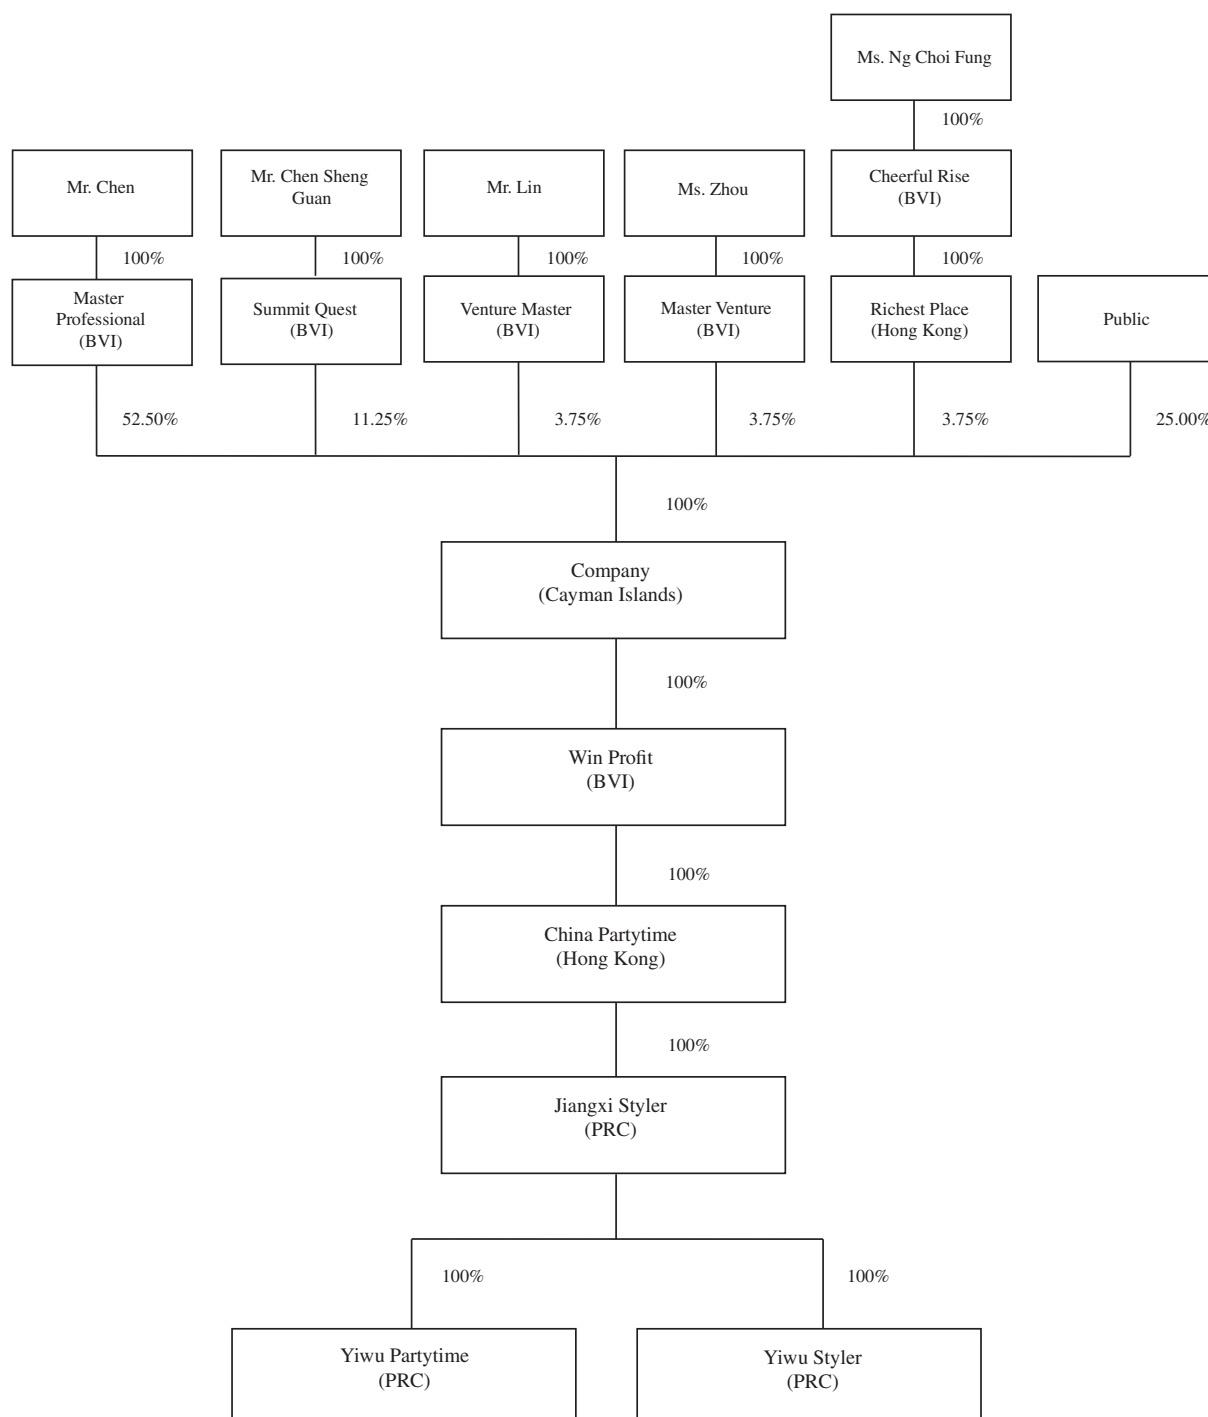 Ms. Ng Choi Fung
100%
Mr. Chen
Mr. Chen Sheng
Guan
Mr. Lin
Ms. Zhou
Cheerful Rise
(BVI)
100%
100%
100%
100%
100%
Master
Professional
(BVI)
Summit Quest
(BVI)
Venture Master
(BVI)
Master Venture
(BVI)
Richest Place
(Hong Kong)
Public
52.50%
11.25%
3.75%
3.75%
3.75%
25.00%
100%
Company
(Cayman Islands)
100%
Win Profit
(BVI)
100%
China Partytime
(Hong Kong)
100%
Jiangxi Styler
(PRC)
100%
100%
Yiwu Partytime
(PRC)
Yiwu Styler
(PRC)